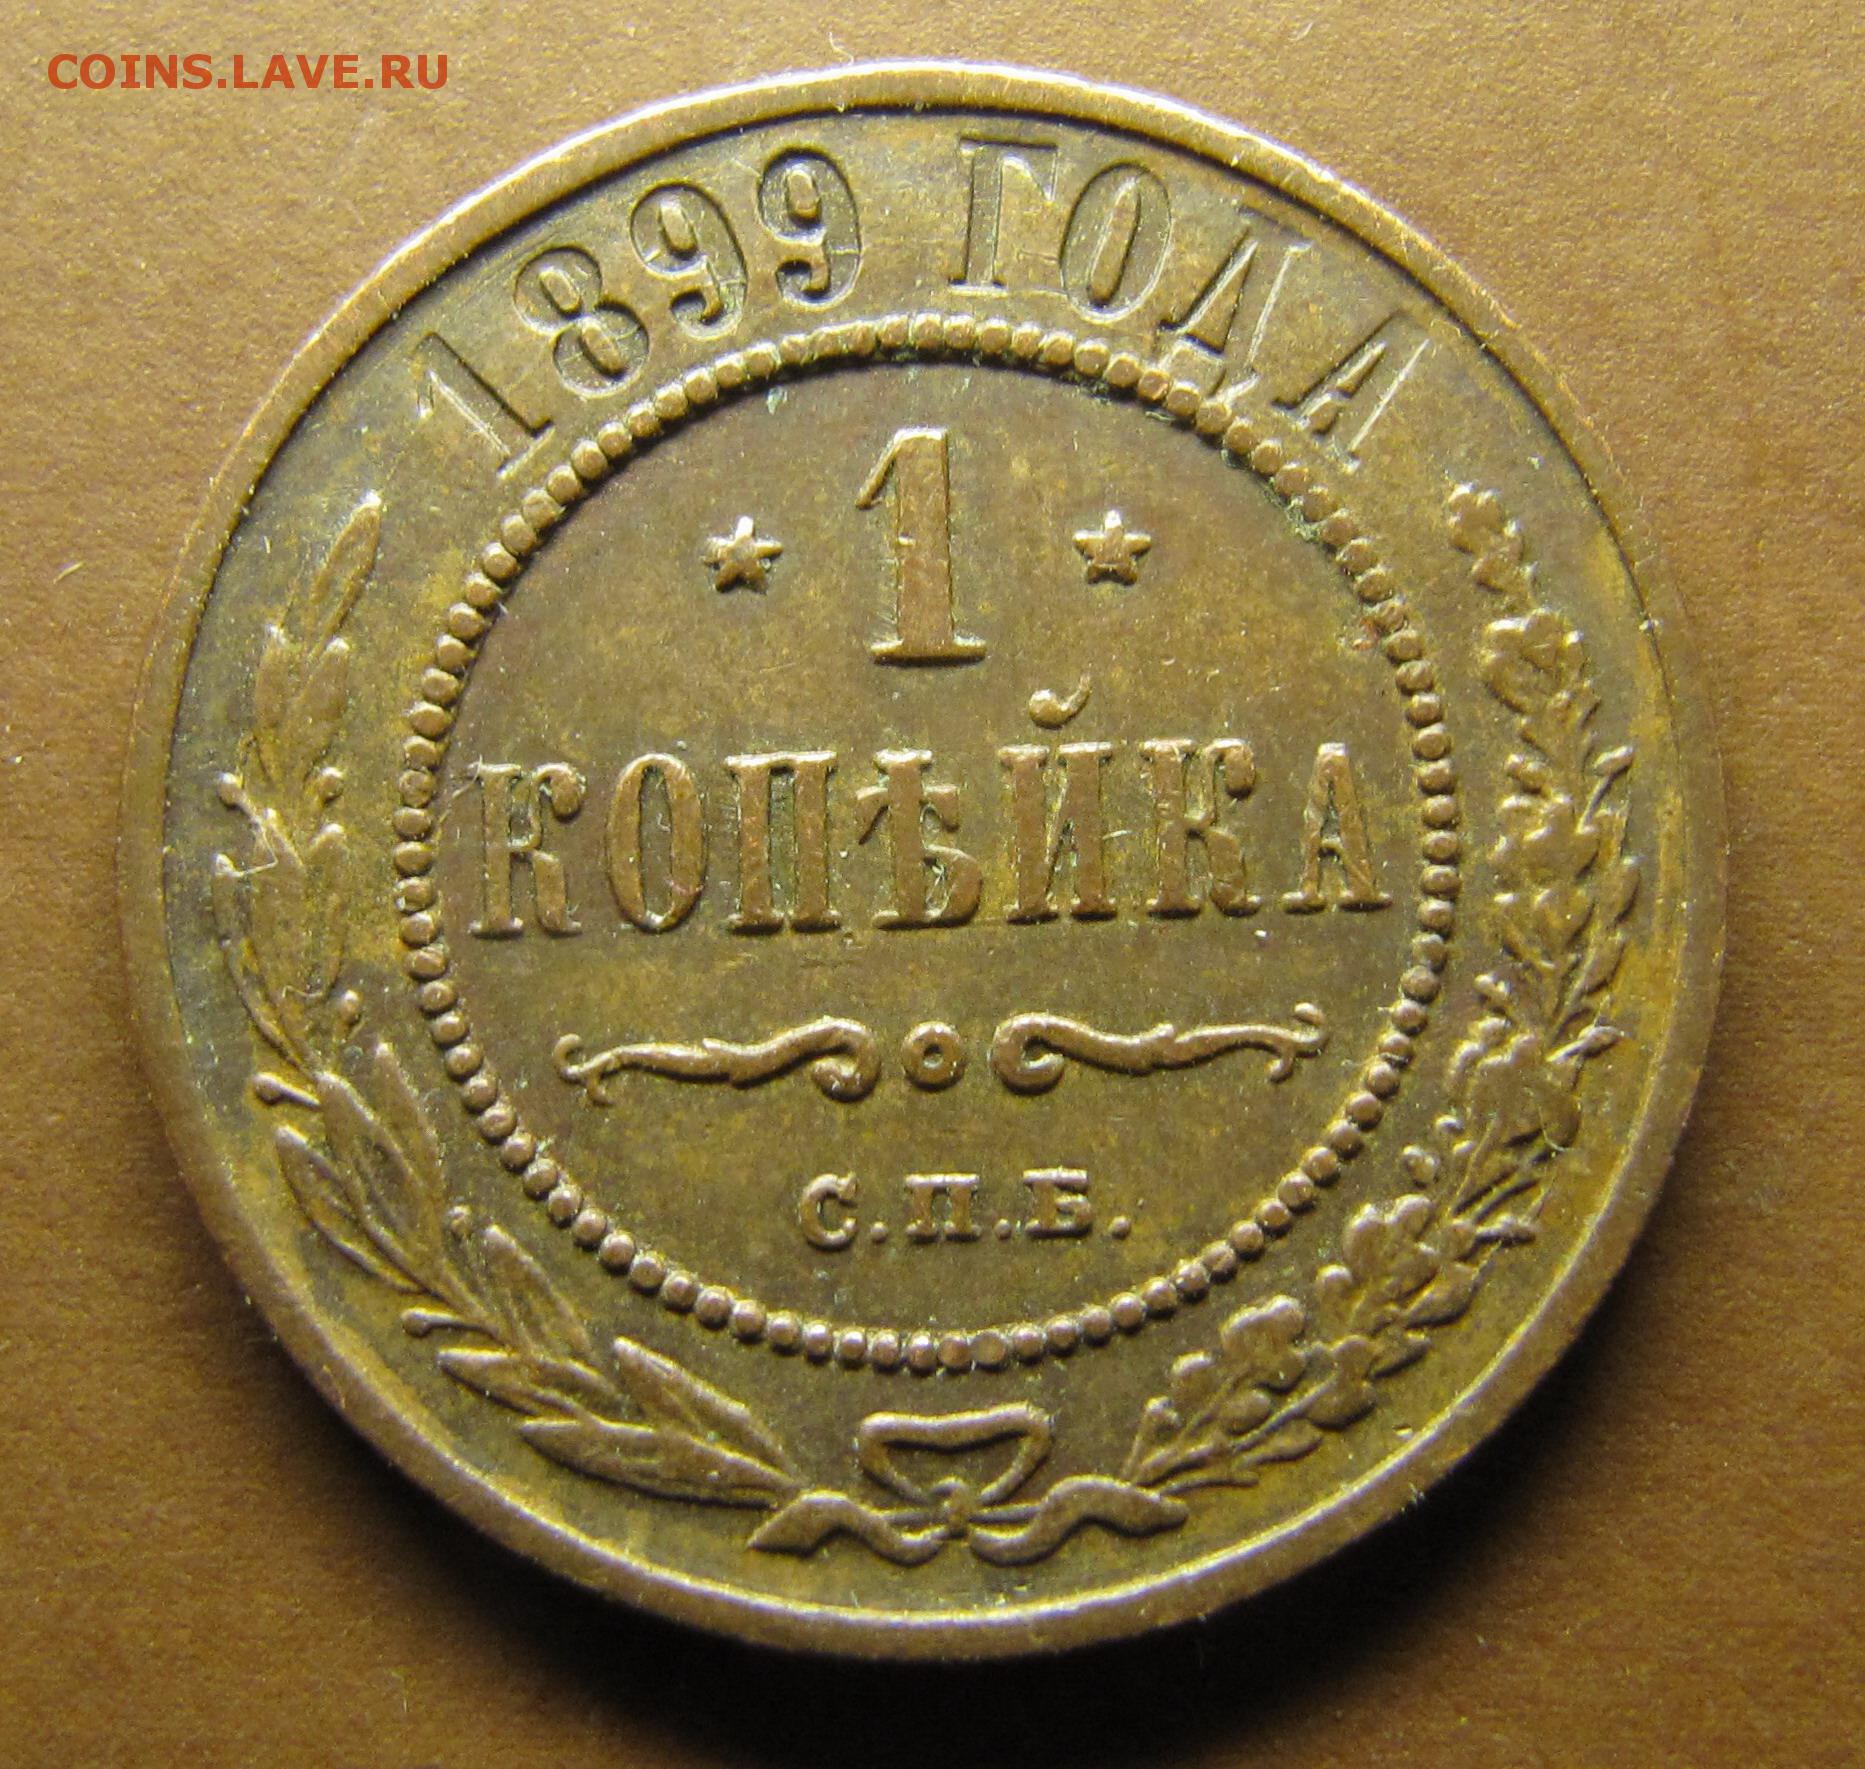 COINS.LAVE.RU
1899 ГОДА
1
КОПѢЙКА
С.П.Б.